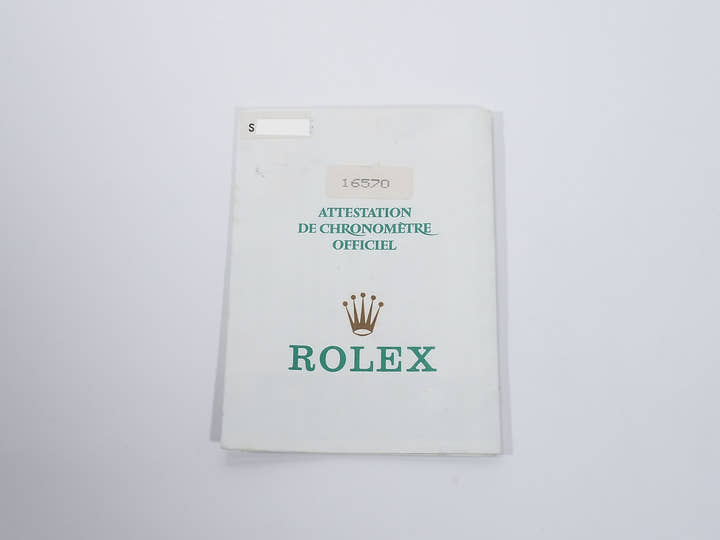 S
16570
ATTESTATION
DE CHRONOMÈTRE
OFFICIEL
ROLEX